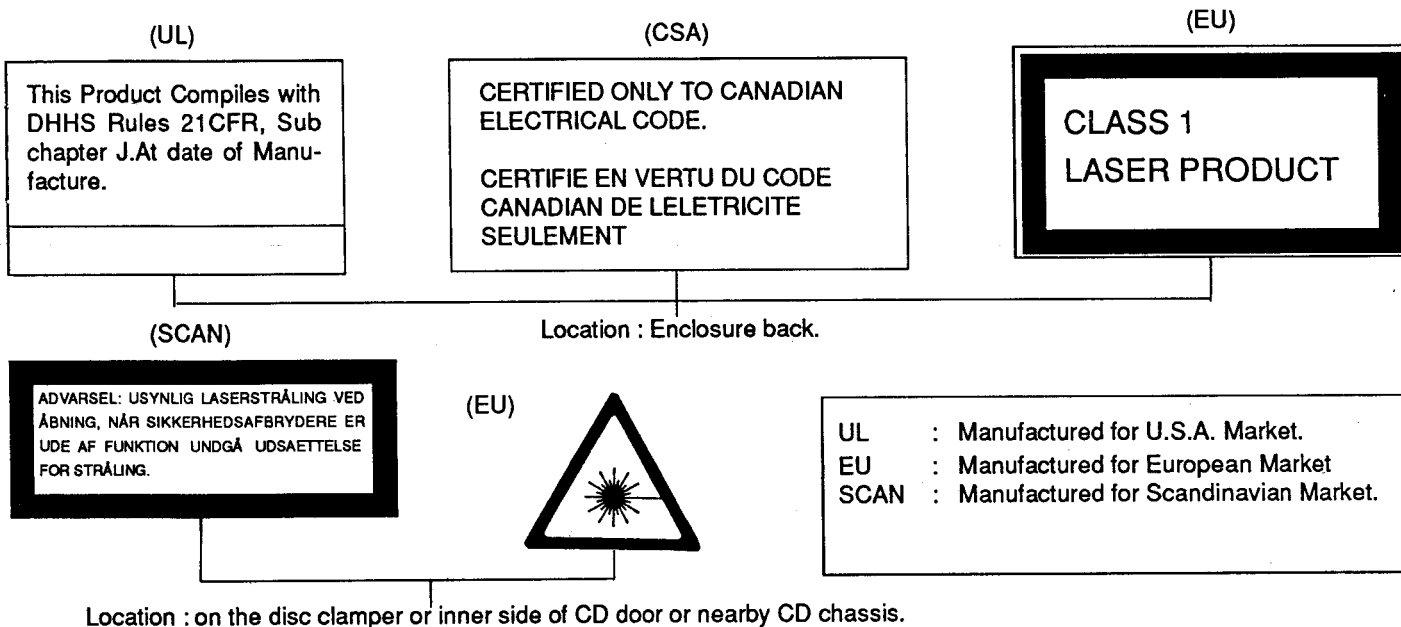 (UL)
This Product Compiles with
DHHS Rules 21CFR, Sub
chapter J.At date of Manu-
facture.
(CSA)
CERTIFIED ONLY TO CANADIAN
ELECTRICAL CODE.
CERTIFIE EN VERTU DU CODE
CANADIAN DE LELETRICITE
SEULEMENT
(EU)
CLASS 1
LASER PRODUCT
Location : Enclosure back.
(SCAN)
ADVARSEL: USYNLIG LASERSTRÅLING VED
ÅBNING, NÅR SIKKERHEDSAFBRYDERE ER
UDE AF FUNKTION UNDGÅ UDSAETTELSE
FOR STRÅLING.
(EU)
UL : Manufactured for U.S.A. Market.
EU : Manufactured for European Market
SCAN : Manufactured for Scandinavian Market.
Location : on the disc clamper or inner side of CD door or nearby CD chassis.